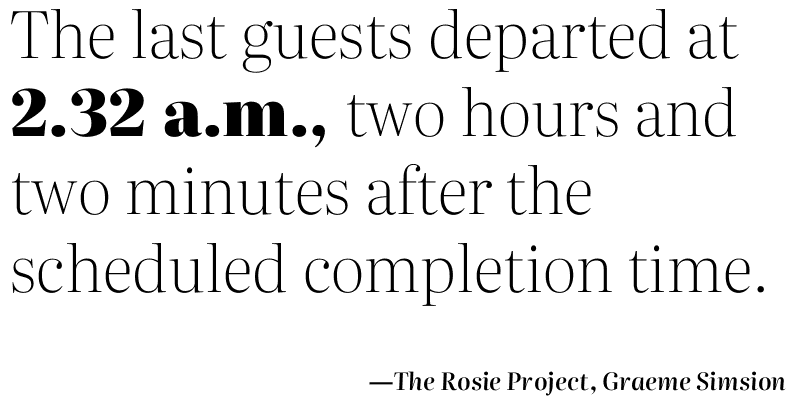 The last guests departed at
2.32 a.m., two hours and
two minutes after the
scheduled completion time.
—The Rosie Project, Graeme Simsion